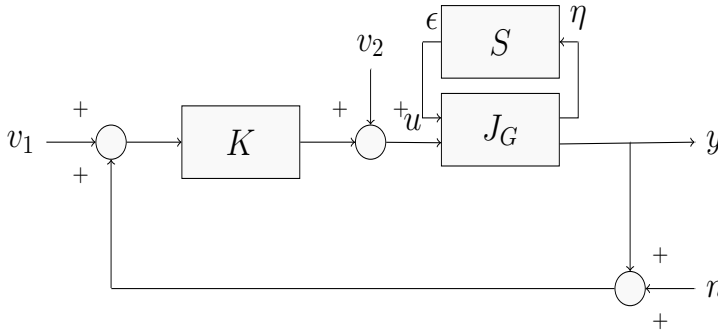 ϵ S η
v₂
+ + +
v₁ u K J_G y
+
+
n
+